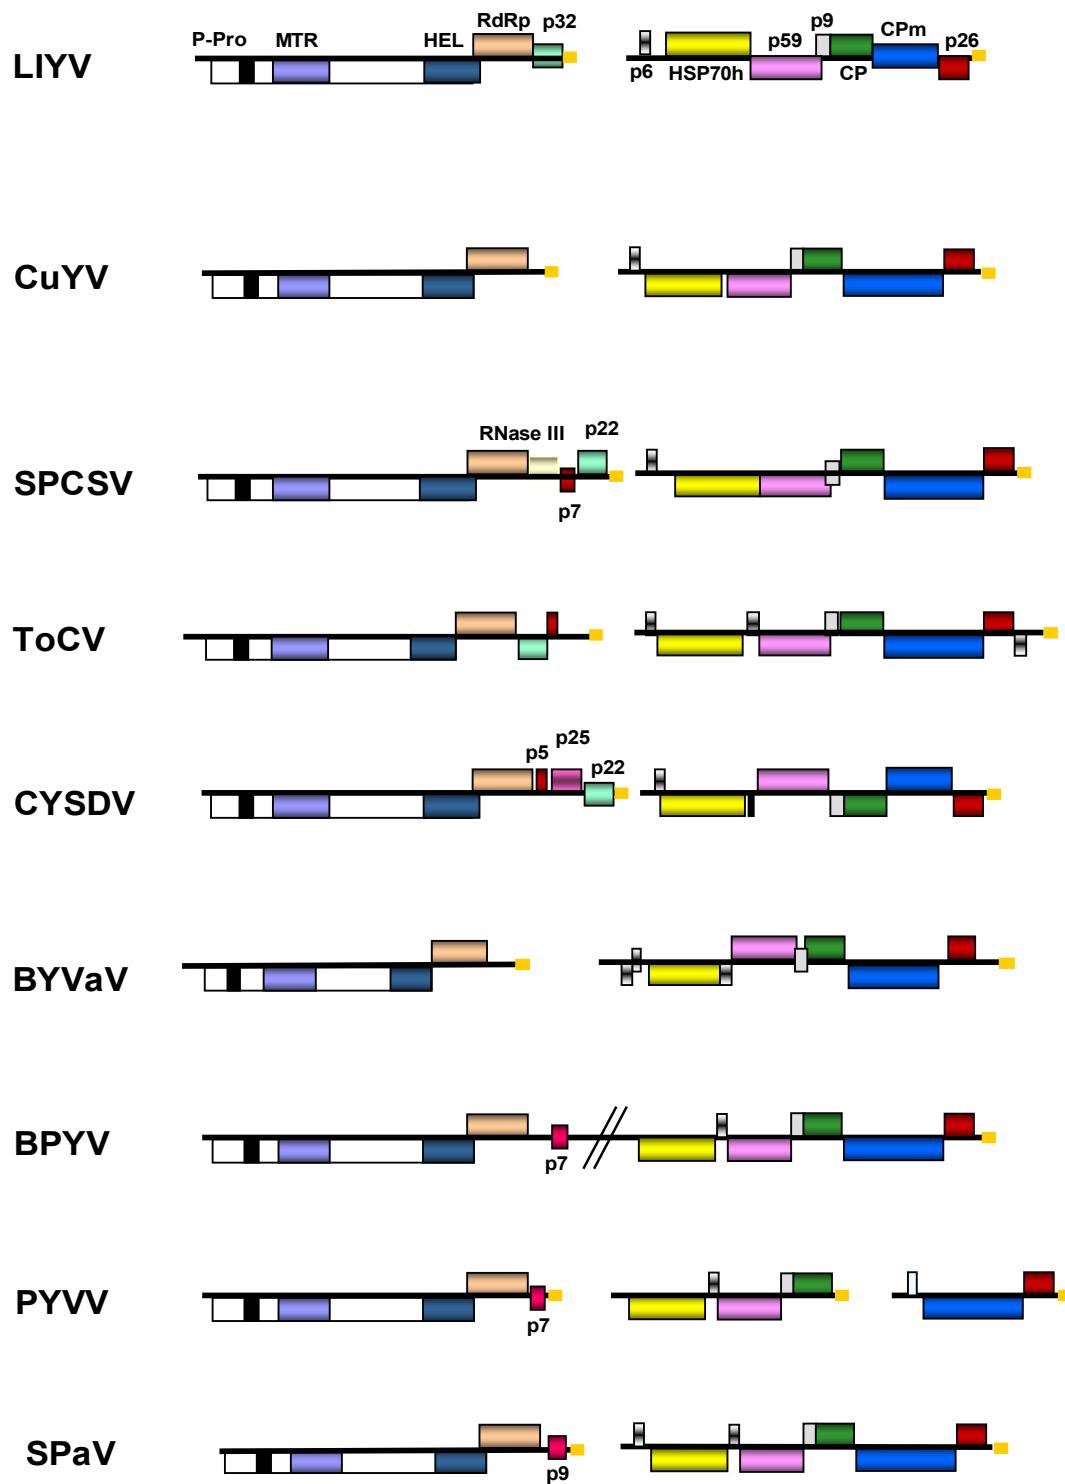 RdRp p32 p9
P-Pro MTR HEL p59 CPm p26
LIYV
p6 HSP70h CP
CuYV
RNase III p22
SPCSV
p7
ToCV
p25
p5 p22
CYSDV
BYVaV
BPYV
p7
PYVV
p7
SPaV
p9